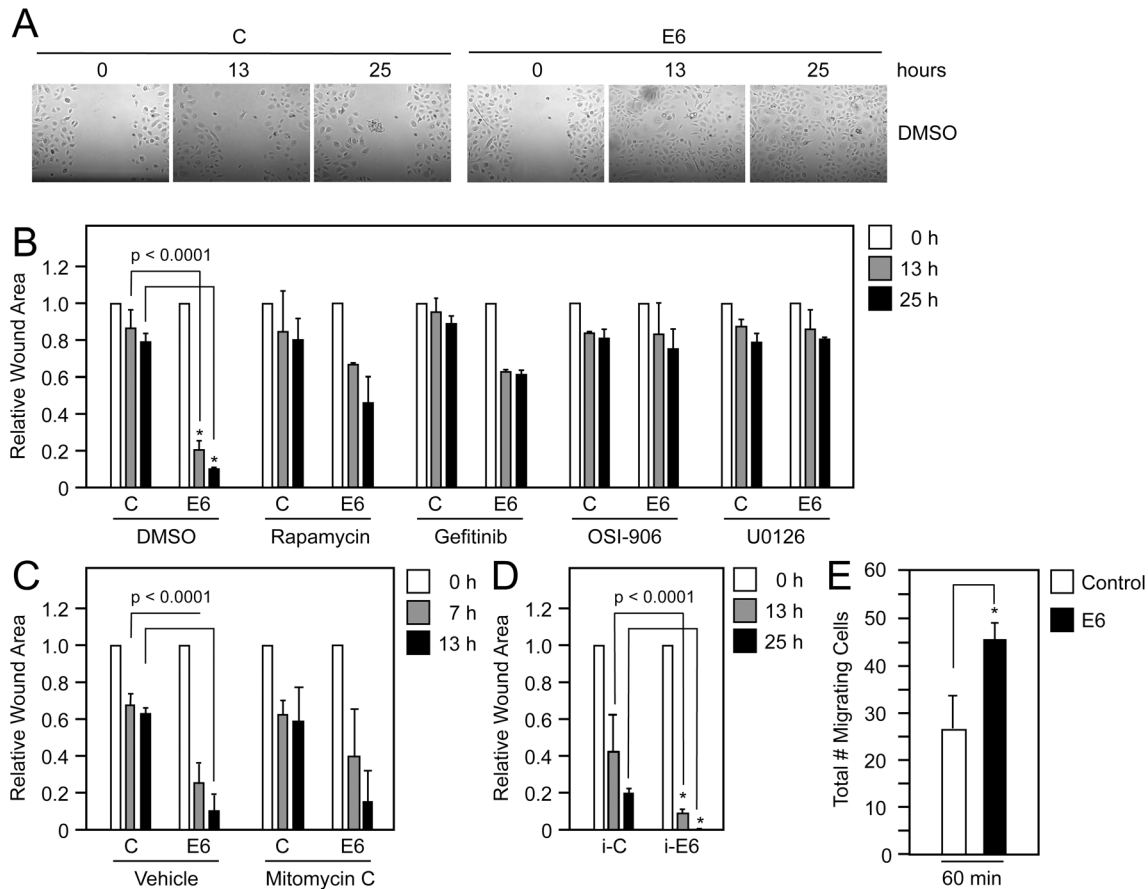 A
C
E6
0
13
25
0
13
25
hours
DMSO
B
p < 0.0001
0 h
13 h
25 h
Relative Wound Area
1.2
1.0
0.8
0.6
0.4
0.2
0
*
*
C
E6
C
E6
C
E6
C
E6
C
E6
DMSO
Rapamycin
Gefitinib
OSI-906
U0126
C
p < 0.0001
0 h
7 h
13 h
Relative Wound Area
1.2
1.0
0.8
0.6
0.4
0.2
0
C
E6
C
E6
Vehicle
Mitomycin C
D
p < 0.0001
0 h
13 h
25 h
Relative Wound Area
1.2
1.0
0.8
0.6
0.4
0.2
0
*
*
i-C
i-E6
E
Control
E6
Total # Migrating Cells
60
50
40
30
20
10
0
*
60 min